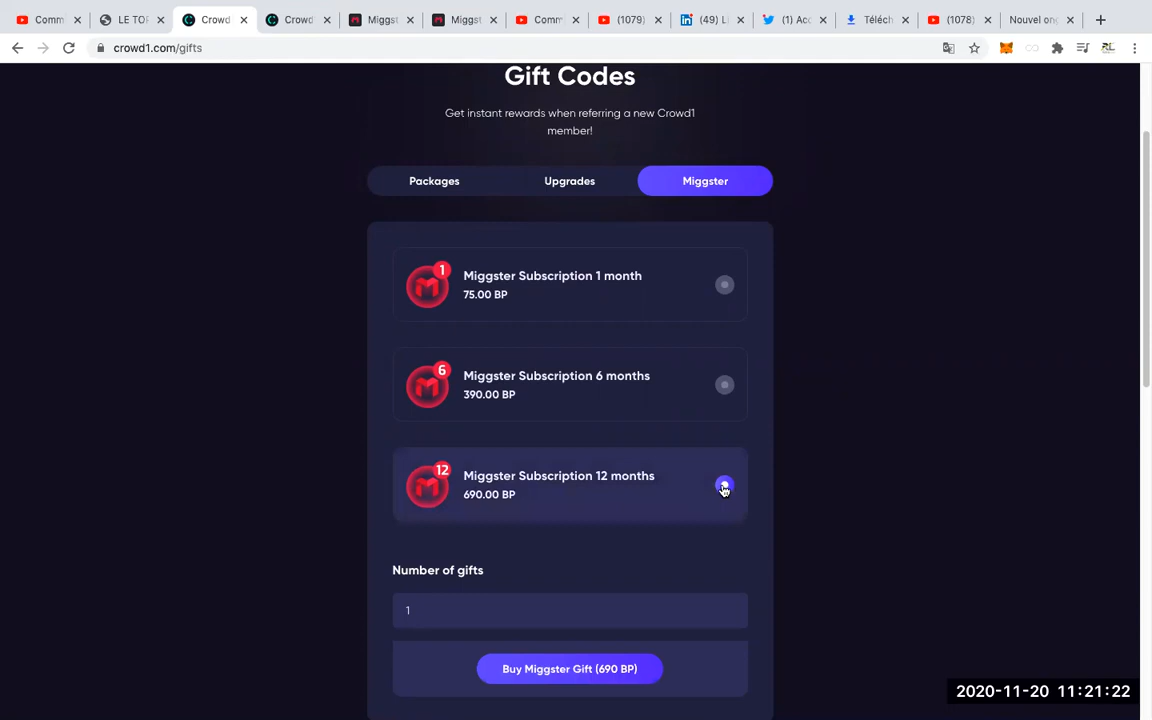 Comm
LE TOP
Crowd
Crowd
Miggst
Miggst
Comm
(1079)
(49) Li
(1) Acc
Téléch
(1078)
Nouvel on
crowd1.com/gifts
Gift Codes
Get instant rewards when referring a new Crowd1
member!
Packages
Upgrades
Miggster
1
Miggster Subscription 1 month
75.00 BP
6
Miggster Subscription 6 months
390.00 BP
12
Miggster Subscription 12 months
690.00 BP
Number of gifts
1
Buy Miggster Gift (690 BP)
2020-11-20 11:21:22